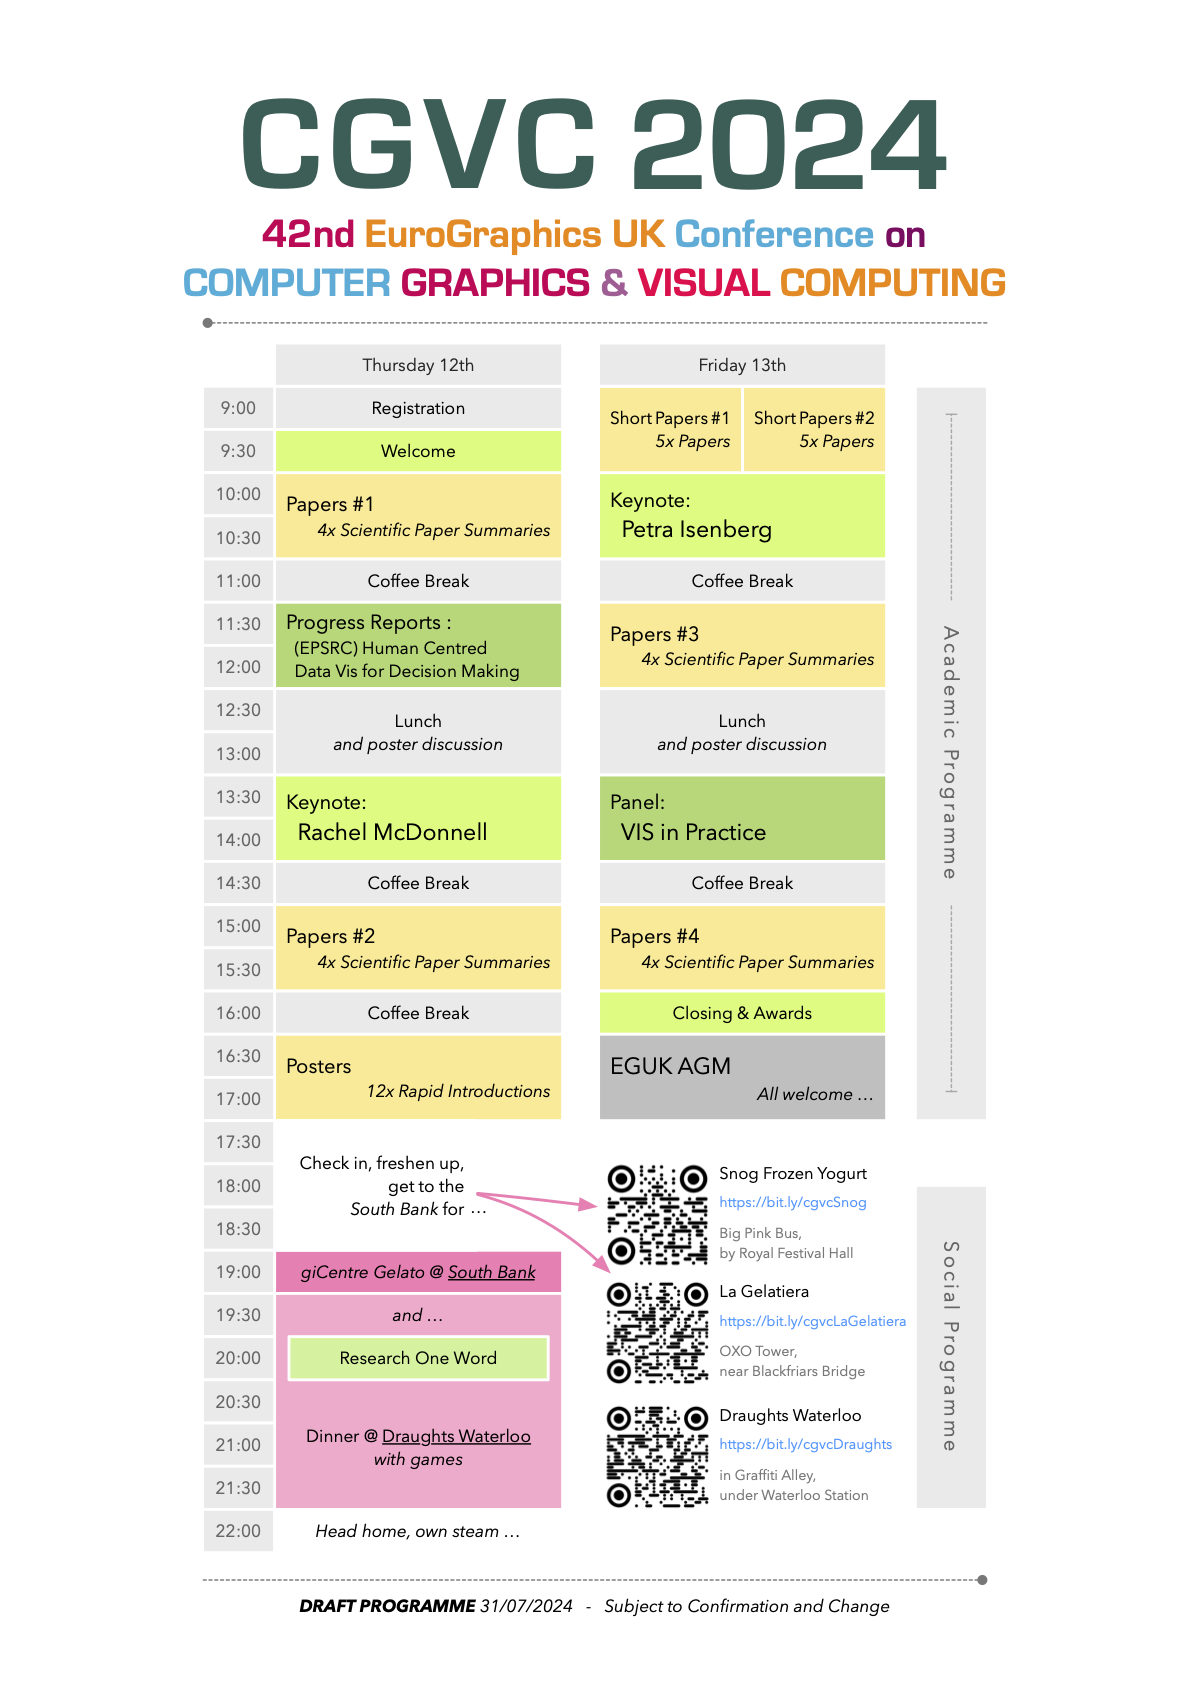 CGVC 2024
42nd EuroGraphics UK Conference on
COMPUTER GRAPHICS & VISUAL COMPUTING
Thursday 12th
Friday 13th
9:00
Registration
Short Papers #1
5x Papers
Short Papers #2
5x Papers
9:30
Welcome
10:00
10:30
Papers #1
4x Scientific Paper Summaries
Keynote:
Petra Isenberg
11:00
Coffee Break
Coffee Break
11:30
12:00
Progress Reports :
(EPSRC) Human Centred
Data Vis for Decision Making
Papers #3
4x Scientific Paper Summaries
12:30
13:00
Lunch
and poster discussion
Lunch
and poster discussion
13:30
14:00
Keynote:
Rachel McDonnell
Panel:
VIS in Practice
14:30
Coffee Break
Coffee Break
15:00
15:30
Papers #2
4x Scientific Paper Summaries
Papers #4
4x Scientific Paper Summaries
16:00
Coffee Break
Closing & Awards
16:30
17:00
Posters
12x Rapid Introductions
EGUK AGM
All welcome …
Academic Programme
17:30
18:00
18:30
Check in, freshen up,
get to the
South Bank for …
Snog Frozen Yogurt
https://bit.ly/cgvcSnog
Big Pink Bus,
by Royal Festival Hall
19:00
giCentre Gelato @ South Bank
19:30
and …
La Gelatiera
https://bit.ly/cgvcLaGelatiera
OXO Tower,
near Blackfriars Bridge
20:00
Research One Word
20:30
21:00
21:30
Dinner @ Draughts Waterloo
with games
Draughts Waterloo
https://bit.ly/cgvcDraughts
in Graffiti Alley,
under Waterloo Station
Social Programme
22:00
Head home, own steam …
DRAFT PROGRAMME 31/07/2024 - Subject to Confirmation and Change